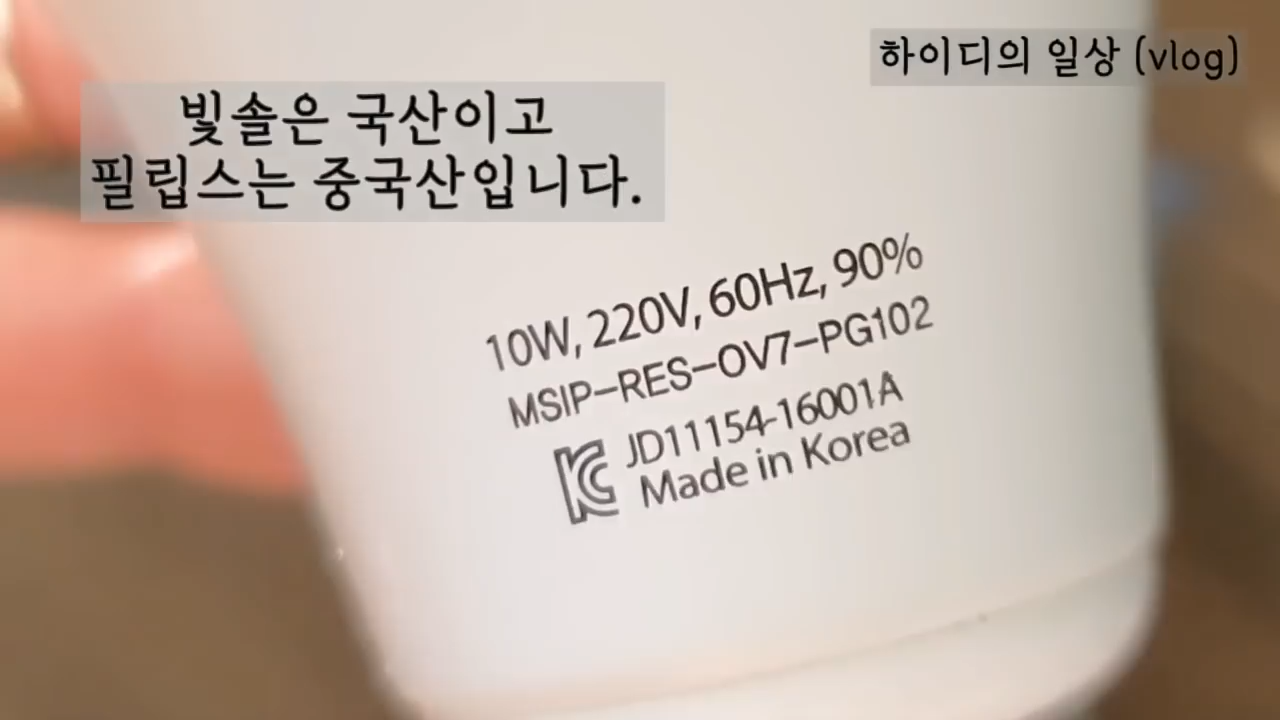 하이디의 일상 (vlog)
빛솔은 국산이고
필립스는 중국산입니다.
10W, 220V, 60Hz, 90%
MSIP-RES-OV7-PG102
JD11154-16001A
Made in Korea